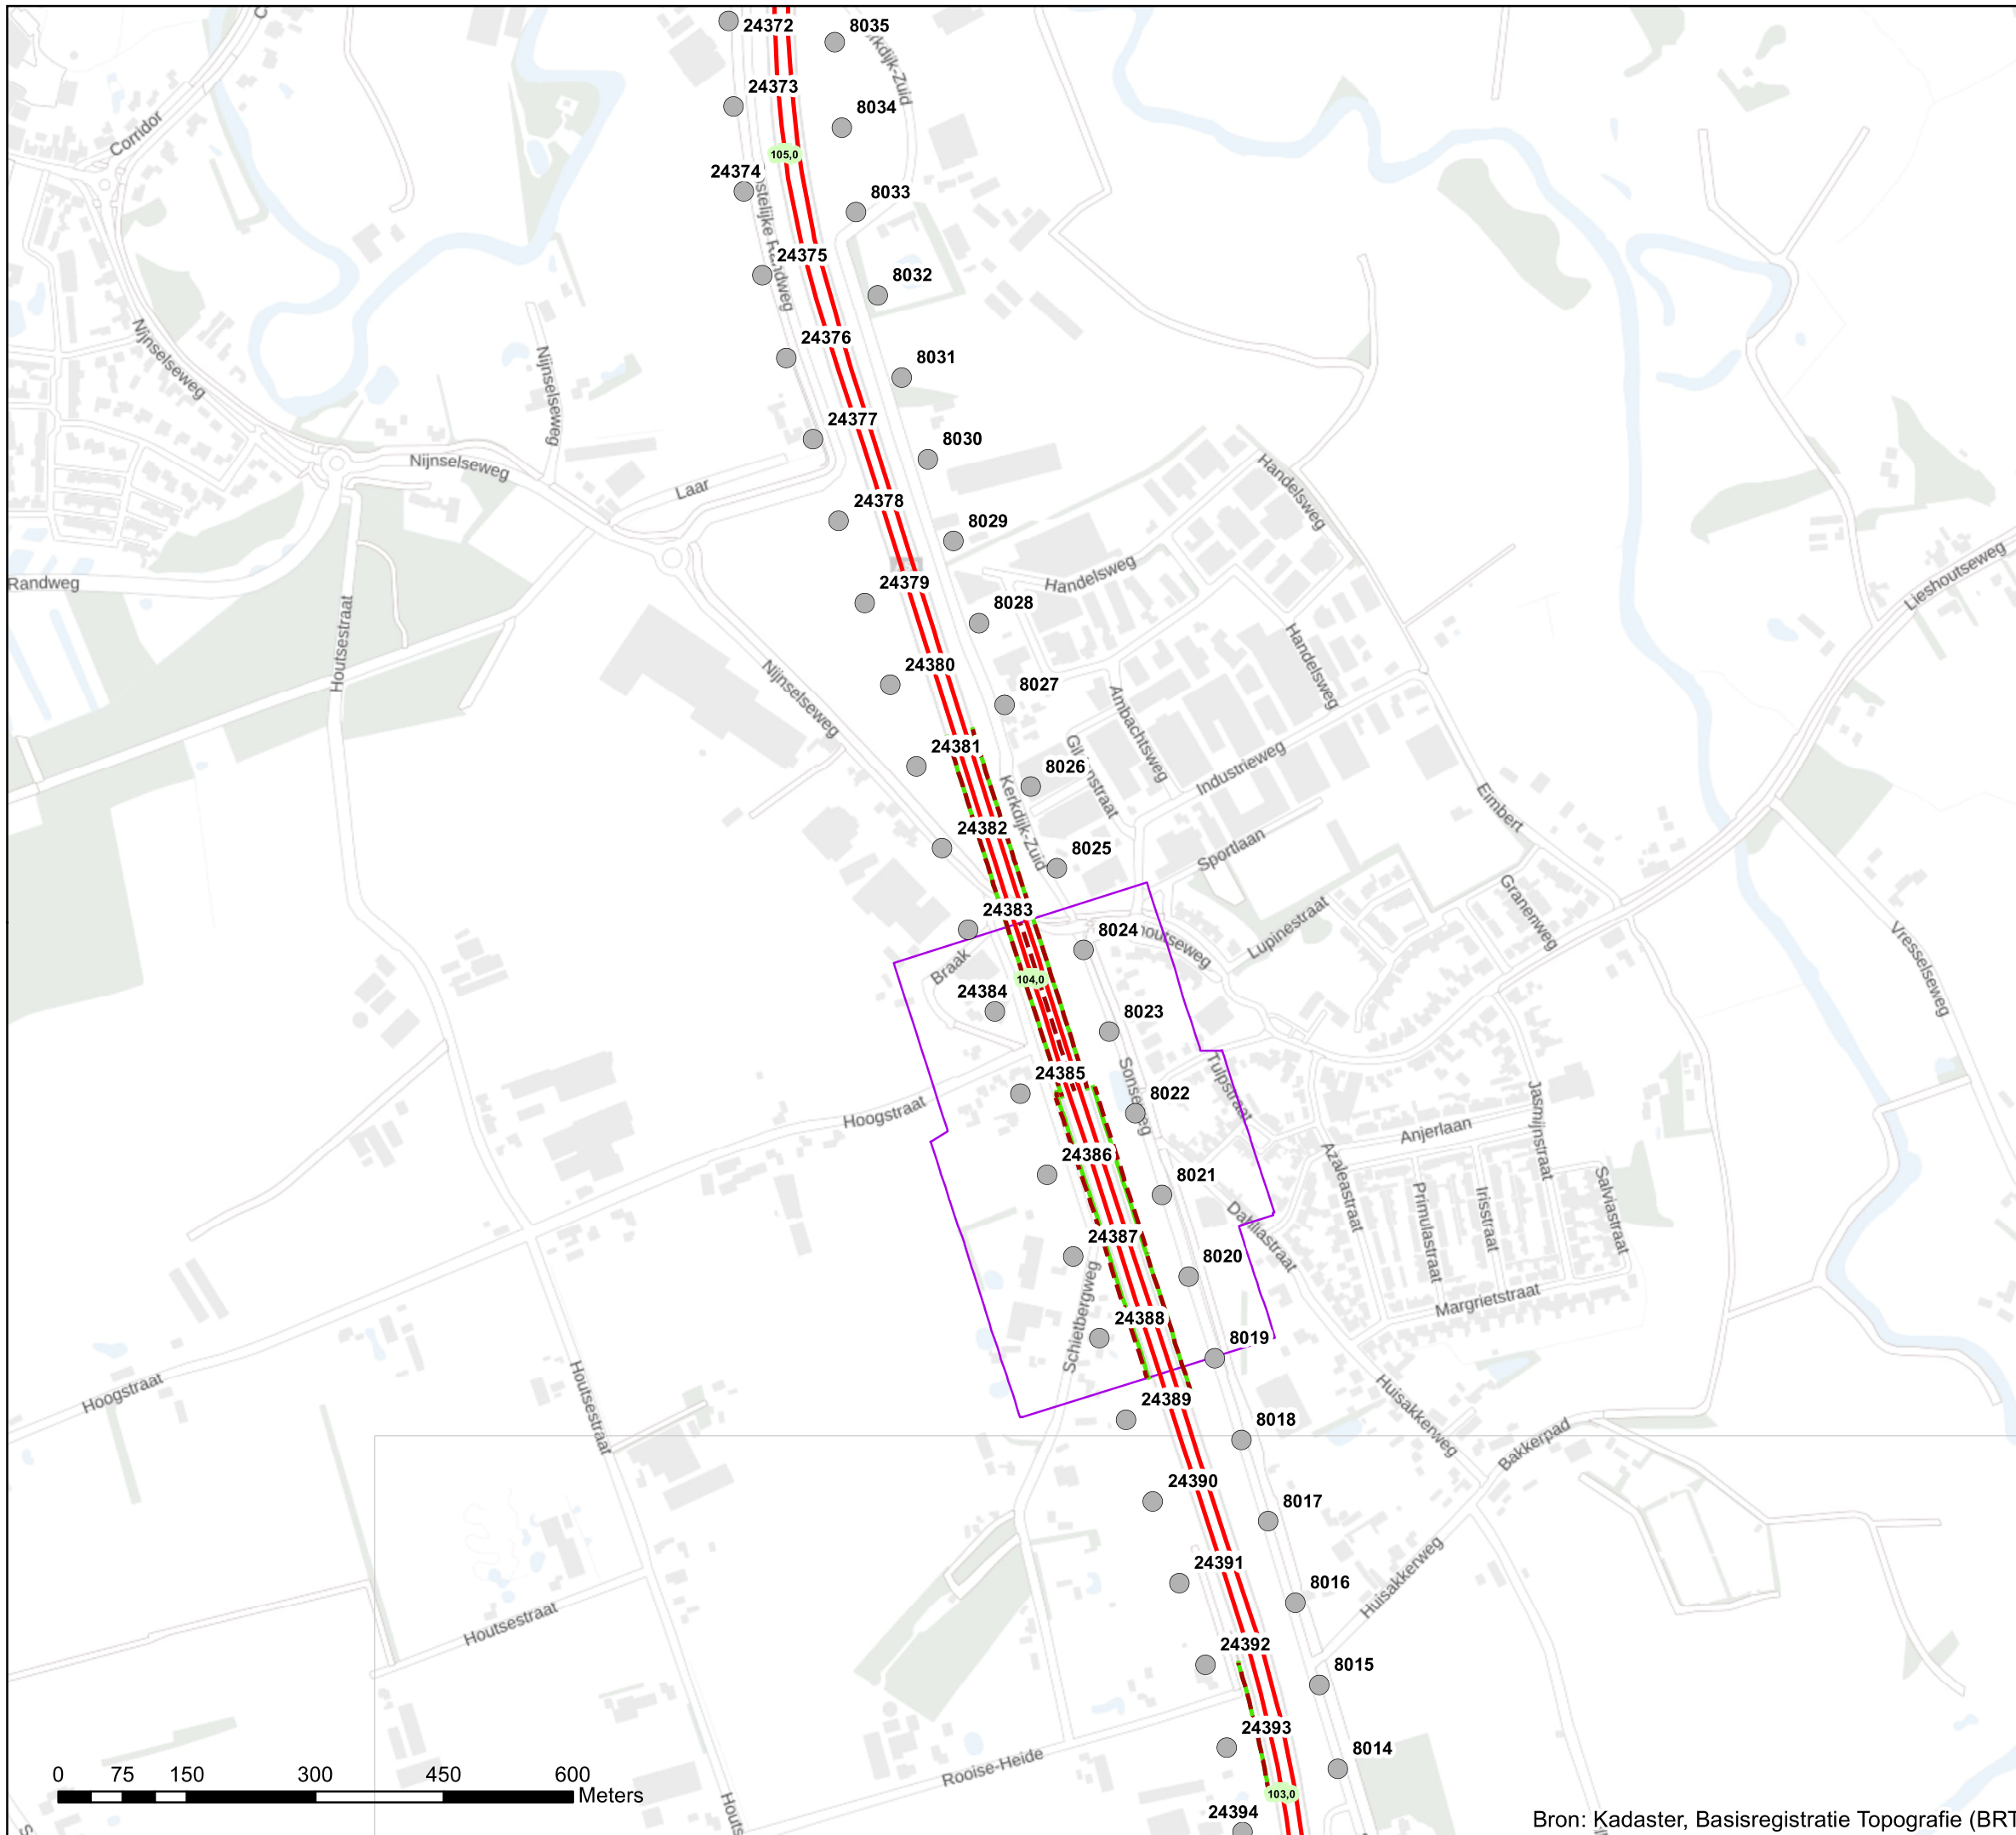 24372
8035
24373
8034
Corridor
105,0
24374
8033
24375
8032
24376
Nijnselseweg
8031
Nijnselseweg
24377
8030
Nijnselseweg
Handelsweg
Laar
24378
8029
Handelsweg
Lieshoutseweg
Randweg
24379
8028
Houtsestraat
Handelsweg
24380
Nijnselseweg
8027
Ambachtsweg
24381
Industrieweg
8026
Kerkdijk-Zuid
Eimbert
24382
8025
Sportlaan
24383
Granenweg
Lupinestraat
8024
Vresselseweg
Braak
104,0
24384
8023
24385
Tulpstraat
8022
Hoogstraat
Jasmijnstraat
Anjerlaan
24386
Azaleastraat
8021
Salviastraat
Primulastraat
Irisstraat
24387
Dahliastraat
8020
Margrietstraat
24388
Schietbergweg
8019
Hoogstraat
Houtsestraat
24389
Huisakkerweg
8018
Bakkerpad
24390
8017
24391
8016
Huisakkerweg
Houtsestraat
24392
8015
24393
8014
Rooise-Heide
0 75 150 300 450 600
Meters
103,0
24394
Bron: Kadaster, Basisregistratie Topografie (BRT